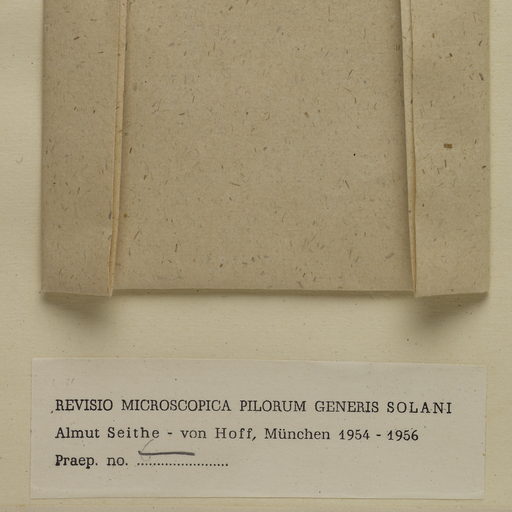 REVISIO MICROSCOPICA PILORUM GENERIS SOLANI
Almut Seithe - von Hoff, München 1954 - 1956
Praep. no. ........................